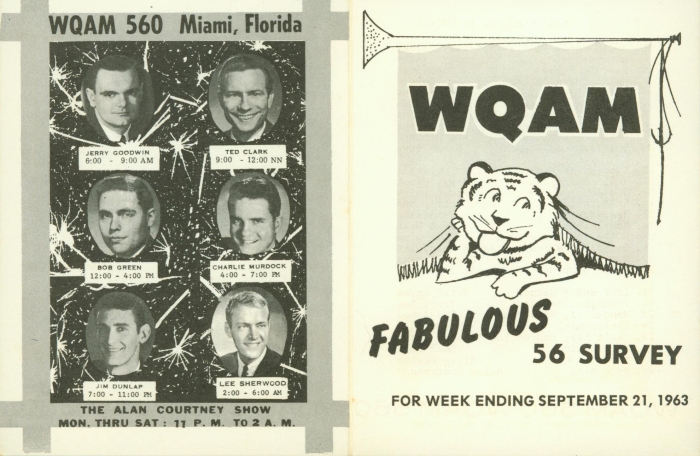 WQAM 560 Miami, Florida
JERRY GOODWIN
6:00 - 9:00 AM
TED CLARK
9:00 - 12:00 NN
BOB GREEN
12:00 - 4:00 PM
CHARLIE MURDOCK
4:00 - 7:00 PM
JIM DUNLAP
7:00 - 11:00 PM
LEE SHERWOOD
2:00 - 6:00 AM
THE ALAN COURTNEY SHOW
MON. THRU SAT: 11 P. M. TO 2 A. M.
WQAM
FABULOUS
56 SURVEY
FOR WEEK ENDING SEPTEMBER 21, 1963